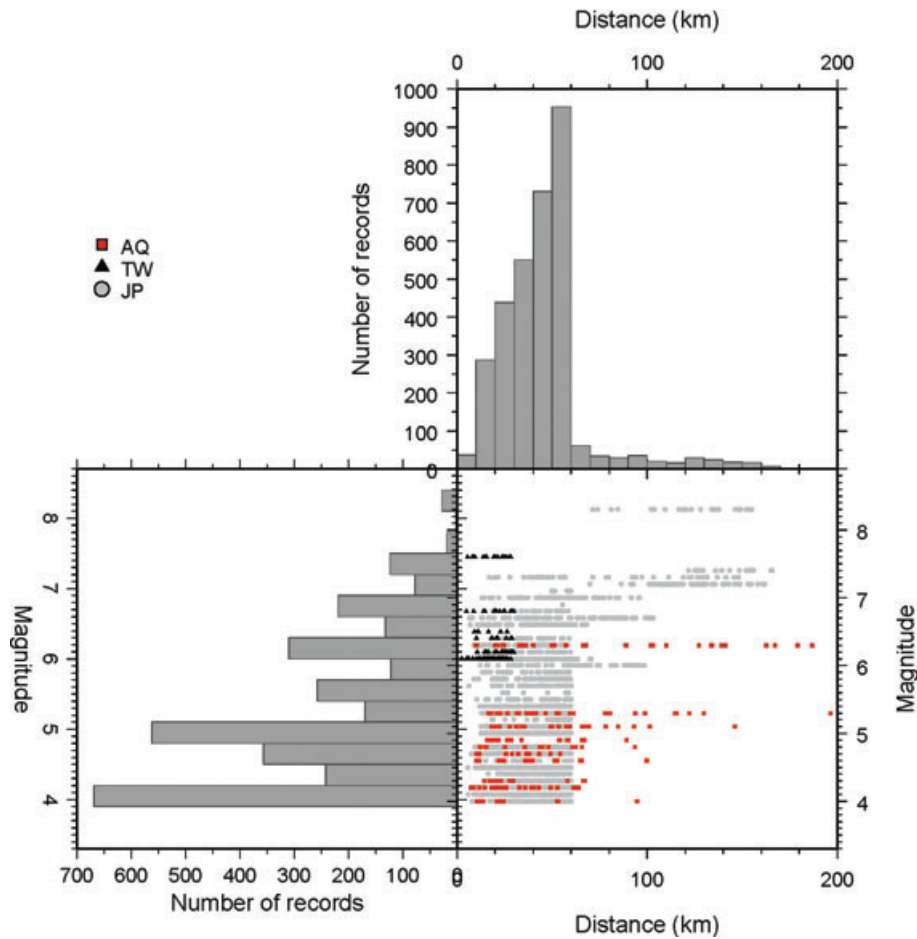 Distance (km)
0 100 200
1000
900
800
700
600
500
400
300
200
100
0
Number of records
AQ
TW
JP
8
7
6
5
4
Magnitude
8
7
6
5
4
Magnitude
700 600 500 400 300 200 100 0
0 100 200
Number of records
Distance (km)